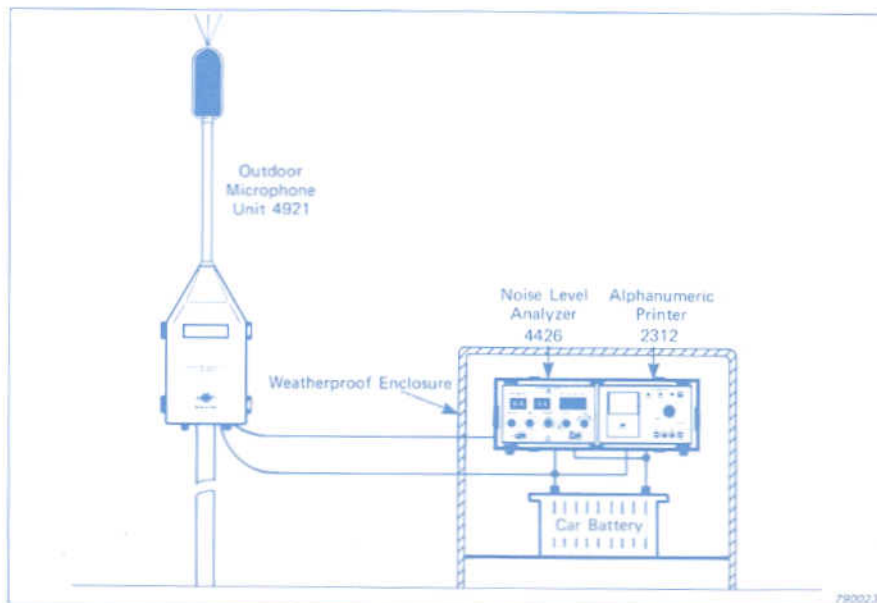 Outdoor
Microphone
Unit 4921
Noise Level
Analyzer
4426
Alphanumeric
Printer
2312
Weatherproof Enclosure
Car Battery
790023